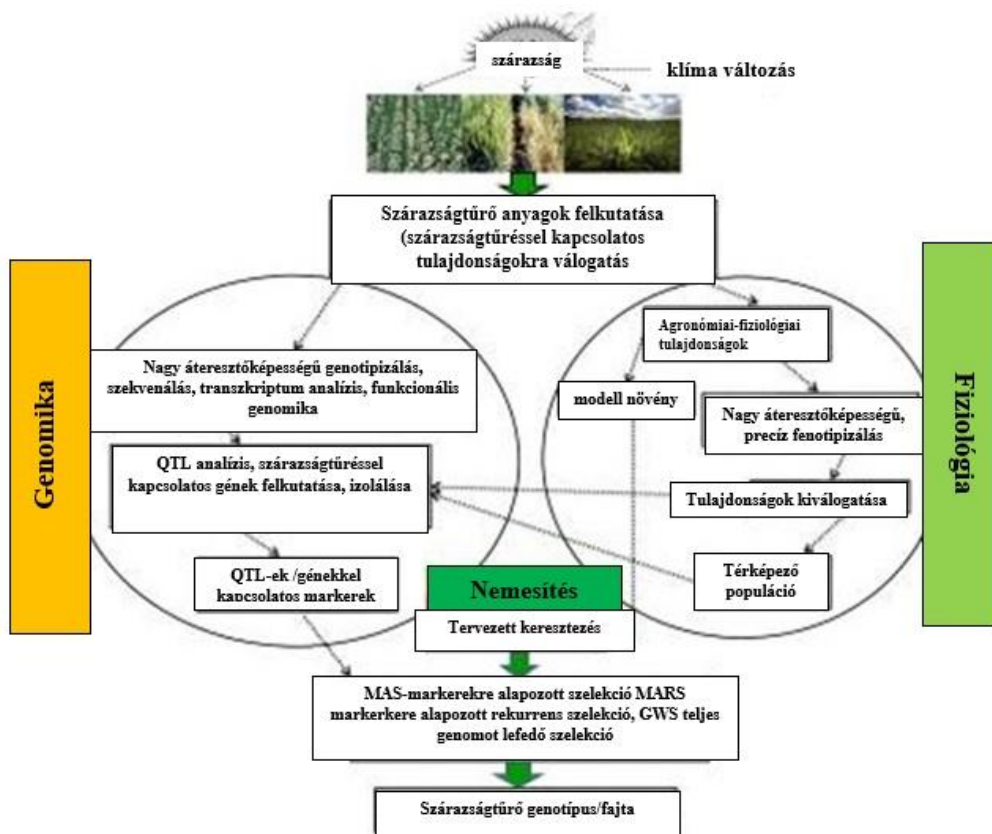 szárazság
klíma változás
Szárazságtűrő anyagok felkutatása
(szárazságtűréssel kapcsolatos
tulajdonságokra válogatás
Genomika
Nagy áteresztőképességű genotipizálás,
szekvenálás, transzkriptum analízis, funkcionális
genomika
QTL analízis, szárazságtűréssel
kapcsolatos gének felkutatása, izolálása
QTL-ek /génekkel
kapcsolatos markerek
Agronómiai-fiziológiai
tulajdonságok
modell növény
Nagy áteresztőképességű,
precíz fenotipizálás
Tulajdonságok kiválogatása
Térképező
populáció
Fiziológia
Nemesítés
Tervezett keresztezés
MAS-markerekre alapozott szelekció MARS
markerkere alapozott rekurrens szelekció, GWS teljes
genomot lefedő szelekció
Szárazságtűrő genotípus/fajta